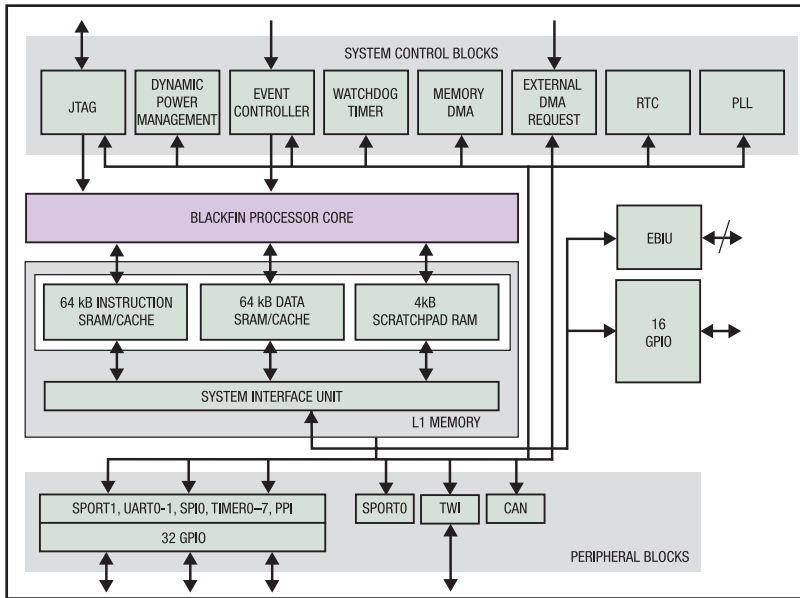 SYSTEM CONTROL BLOCKS
JTAG
DYNAMIC
POWER
MANAGEMENT
EVENT
CONTROLLER
WATCHDOG
TIMER
MEMORY
DMA
EXTERNAL
DMA
REQUEST
RTC
PLL
BLACKFIN PROCESSOR CORE
EBIU
64 kB INSTRUCTION
SRAM/CACHE
64 kB DATA
SRAM/CACHE
4kB
SCRATCHPAD RAM
16
GPIO
SYSTEM INTERFACE UNIT
L1 MEMORY
SPORT1, UART0-1, SPI0, TIMER0–7, PPI
32 GPIO
SPORT0
TWI
CAN
PERIPHERAL BLOCKS